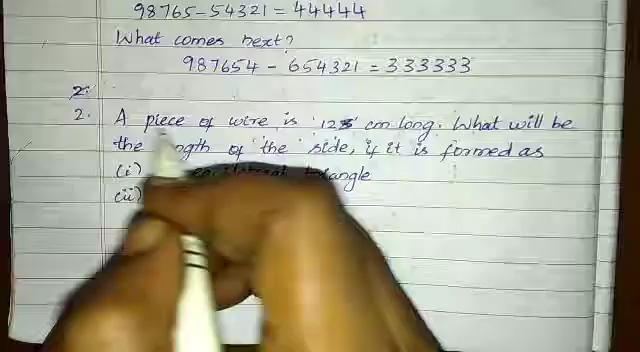 98765-54321 = 44444
What comes next?
987654 - 654321 = 333333
2.
2. A piece of wire is cm long. What will be
the of the side, if it is formed as
(i) triangle
(ii)